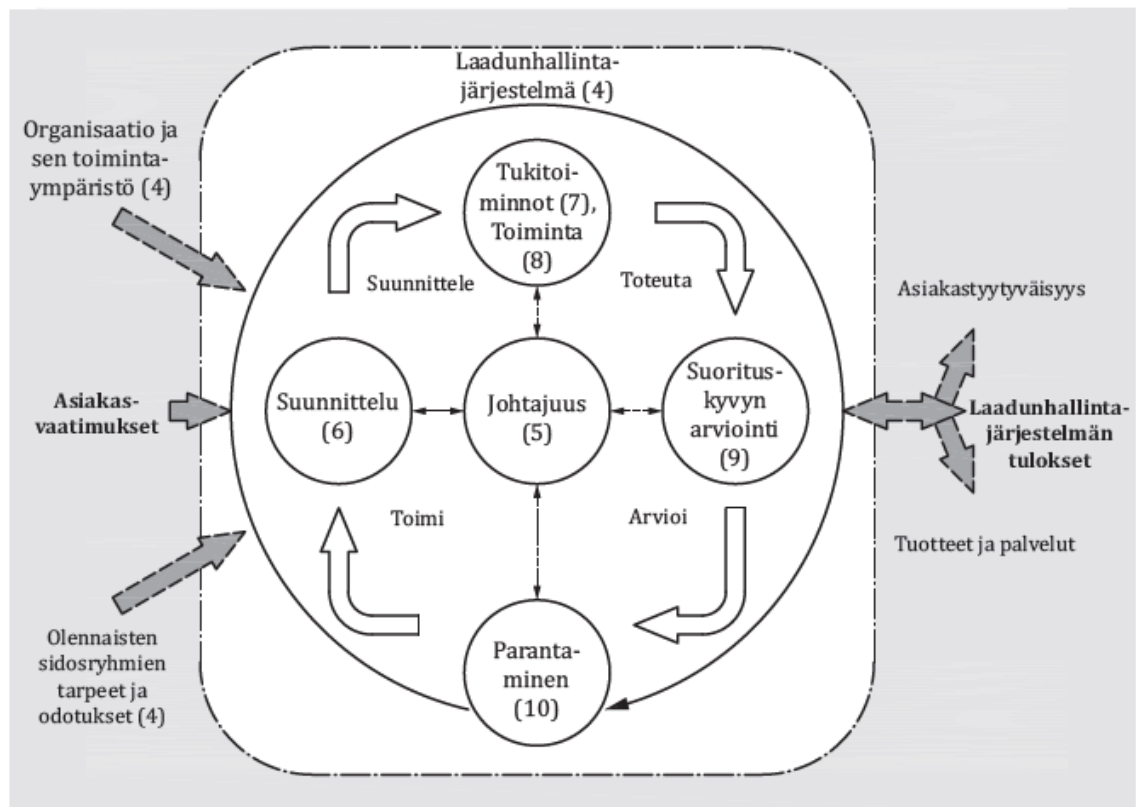 Laadunhallinta-
järjestelmä (4)
Organisaatio ja
sen toiminta-
ympäristö (4)
Tukitoi-
minnot (7),
Toiminta
(8)
Suunnittele
Toteuta
Asiakastyytyväisyys
Asiakas-
vaatimukset
Suunnittelu
(6)
Johtajuus
(5)
Suoritus-
kyvyn
arviointi
(9)
Laadunhallinta-
järjestelmän
tulokset
Toimi
Arvioi
Tuotteet ja palvelut
Olennaisten
sidosryhmien
tarpeet ja
odotukset (4)
Paranta-
minen
(10)